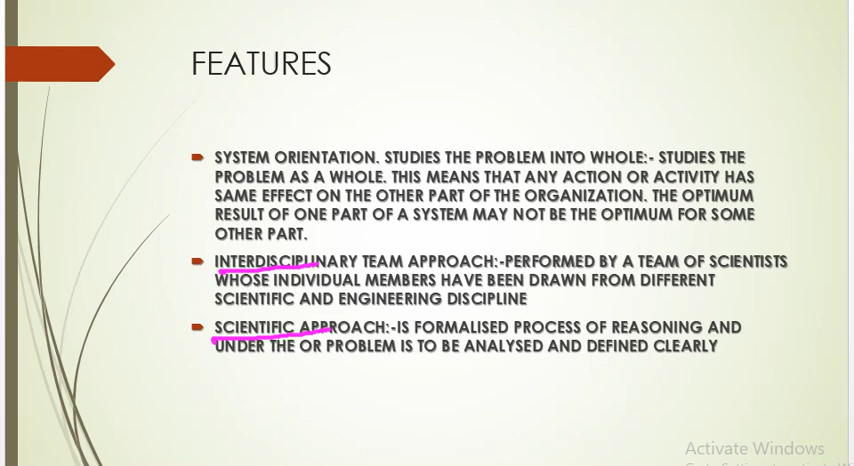 FEATURES
SYSTEM ORIENTATION. STUDIES THE PROBLEM INTO WHOLE:- STUDIES THE
PROBLEM AS A WHOLE. THIS MEANS THAT ANY ACTION OR ACTIVITY HAS
SAME EFFECT ON THE OTHER PART OF THE ORGANIZATION. THE OPTIMUM
RESULT OF ONE PART OF A SYSTEM MAY NOT BE THE OPTIMUM FOR SOME
OTHER PART.
INTERDISCIPLINARY TEAM APPROACH:-PERFORMED BY A TEAM OF SCIENTISTS
WHOSE INDIVIDUAL MEMBERS HAVE BEEN DRAWN FROM DIFFERENT
SCIENTIFIC AND ENGINEERING DISCIPLINE
SCIENTIFIC APPROACH:-IS FORMALISED PROCESS OF REASONING AND
UNDER THE OR PROBLEM IS TO BE ANALYSED AND DEFINED CLEARLY
Activate Windows